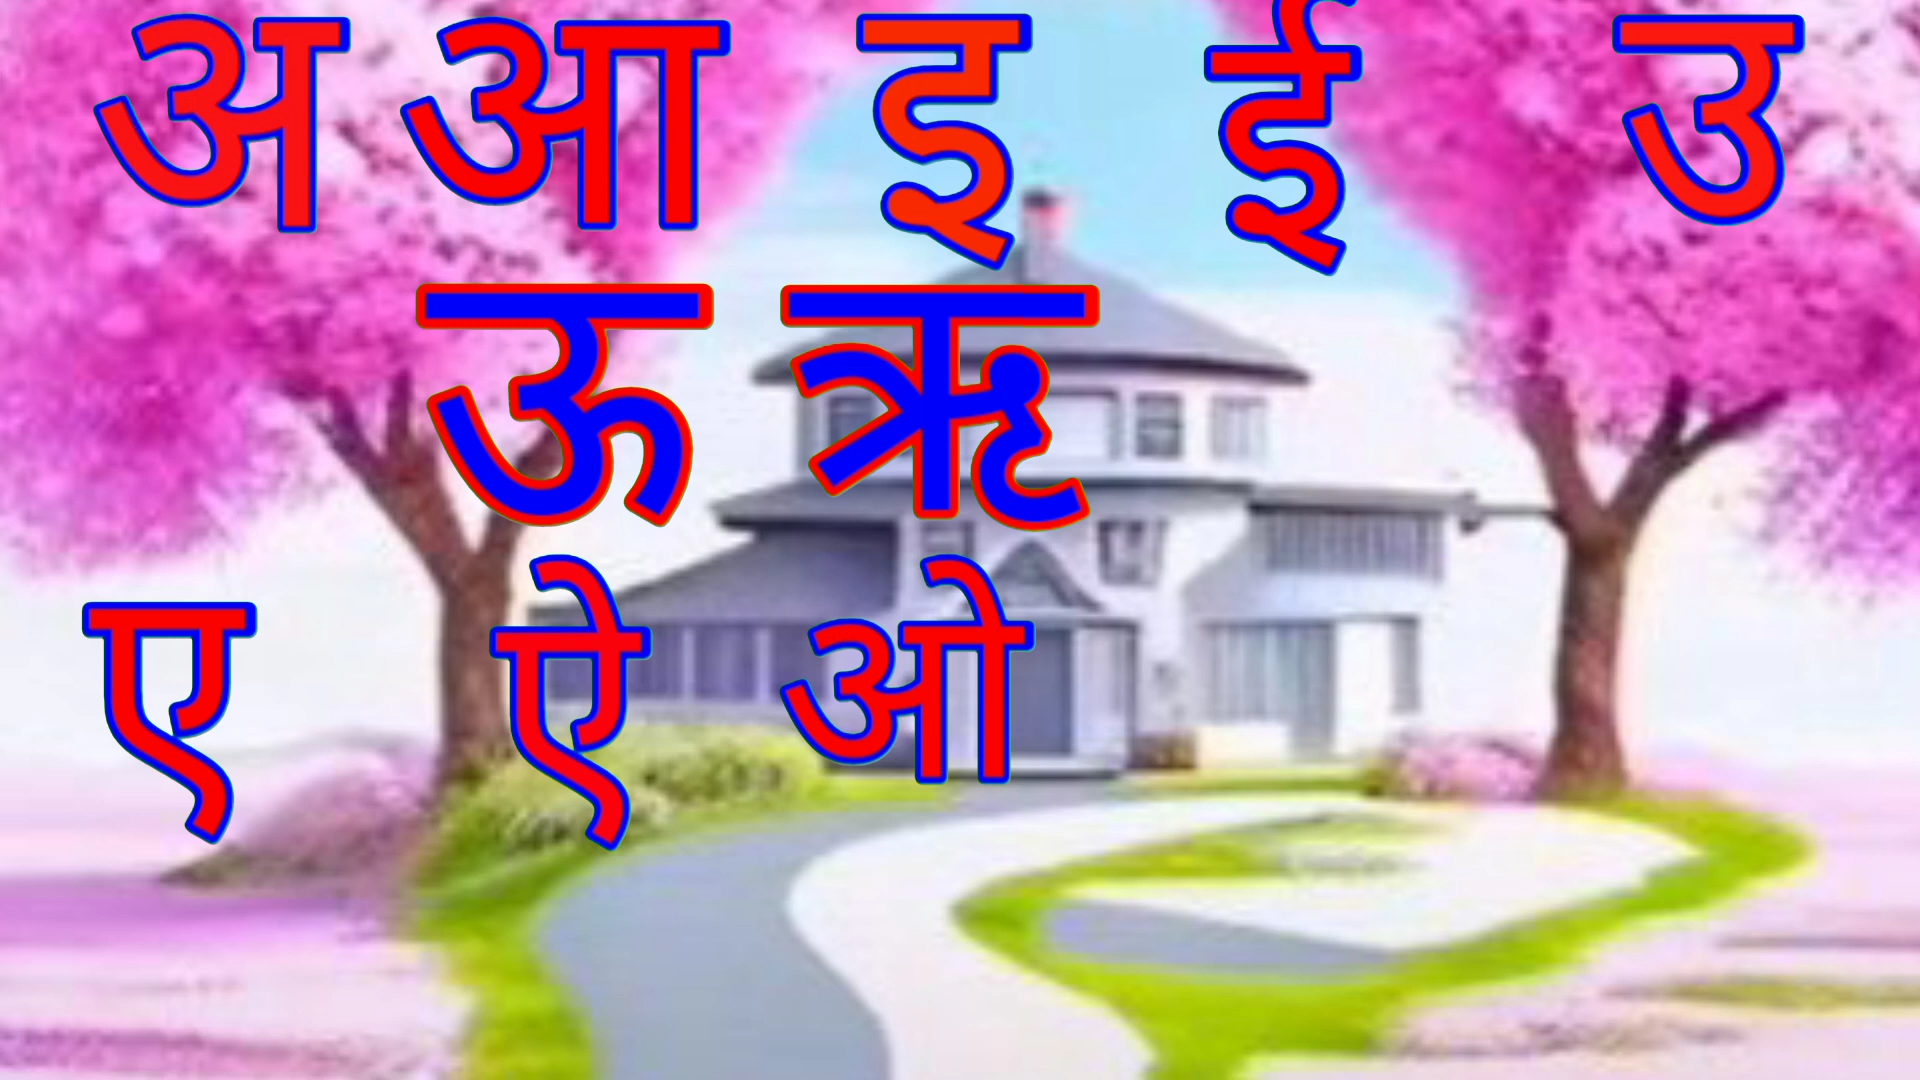 अ आ इ ई उ
ऊ ऋ
ए ऐ ओ